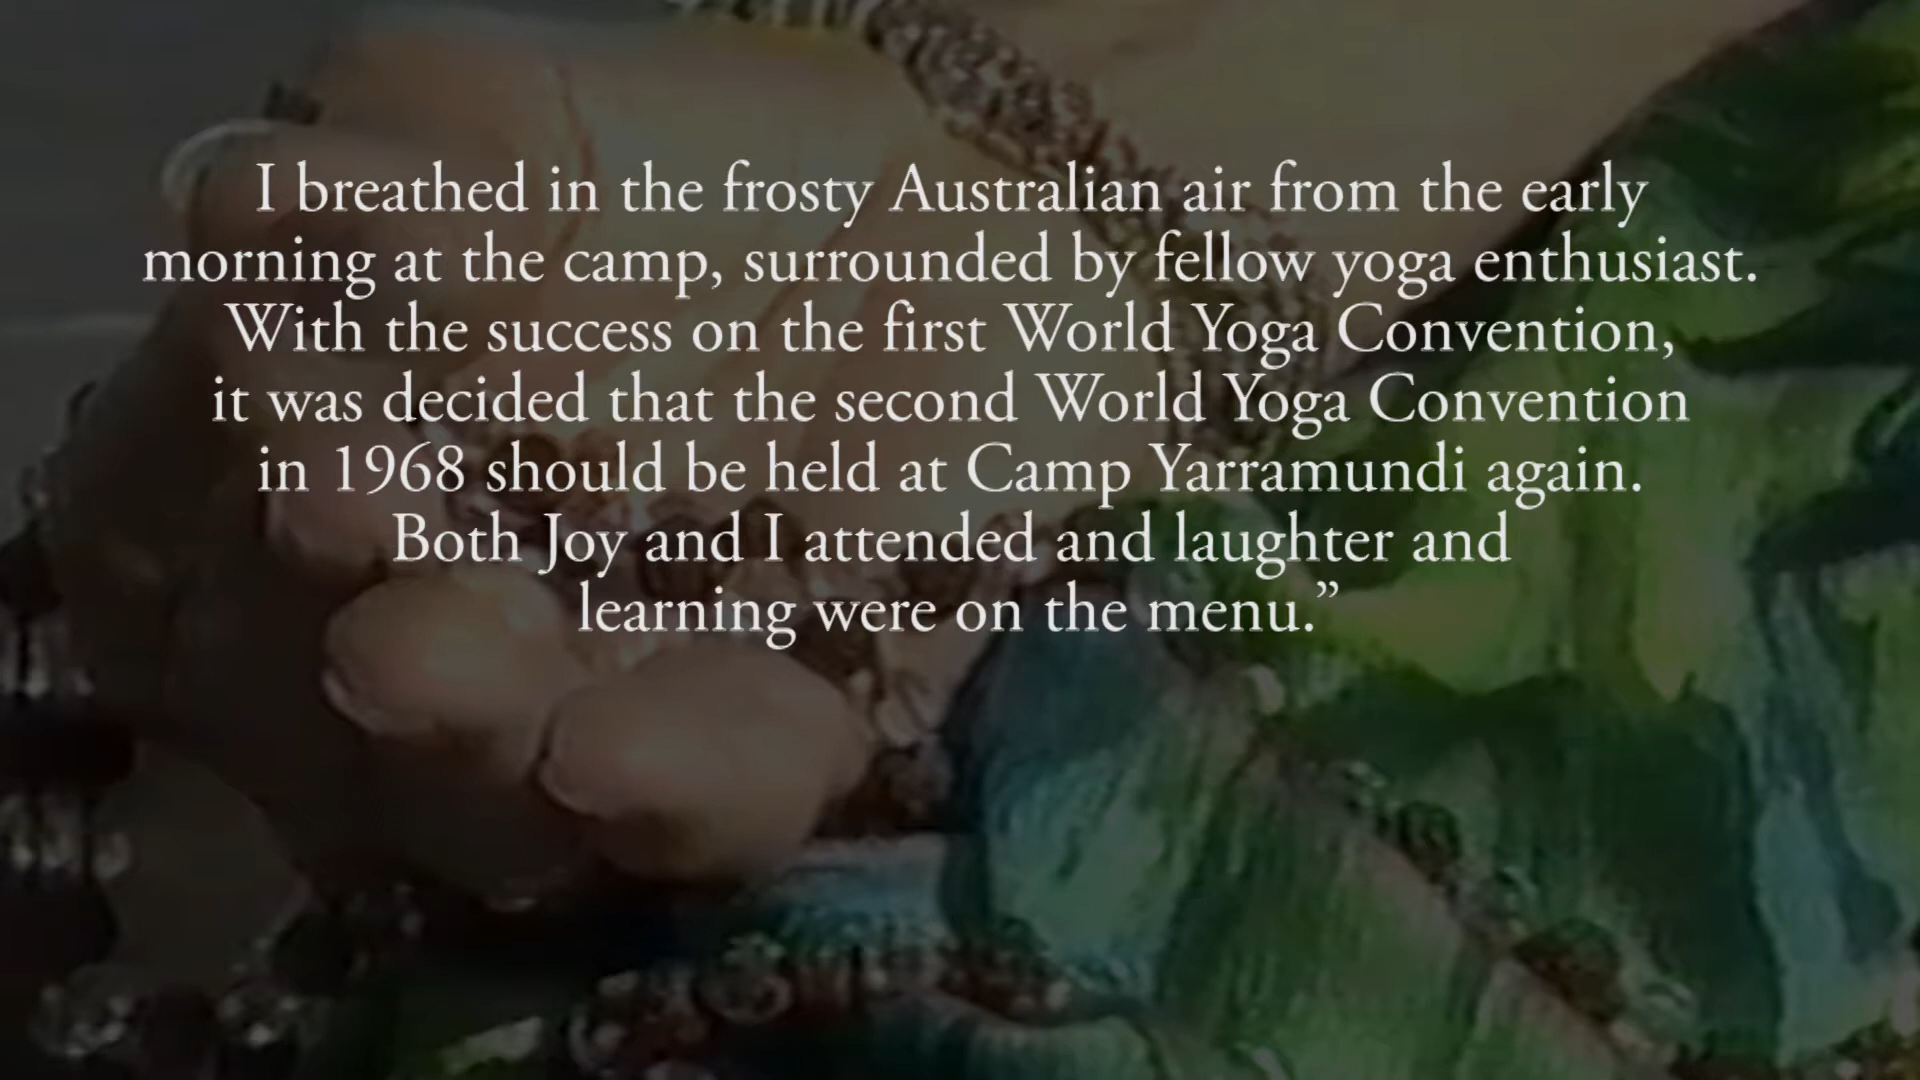 I breathed in the frosty Australian air from the early
morning at the camp, surrounded by fellow yoga enthusiast.
With the success on the first World Yoga Convention,
it was decided that the second World Yoga Convention
in 1968 should be held at Camp Yarramundi again.
Both Joy and I attended and laughter and
learning were on the menu.”